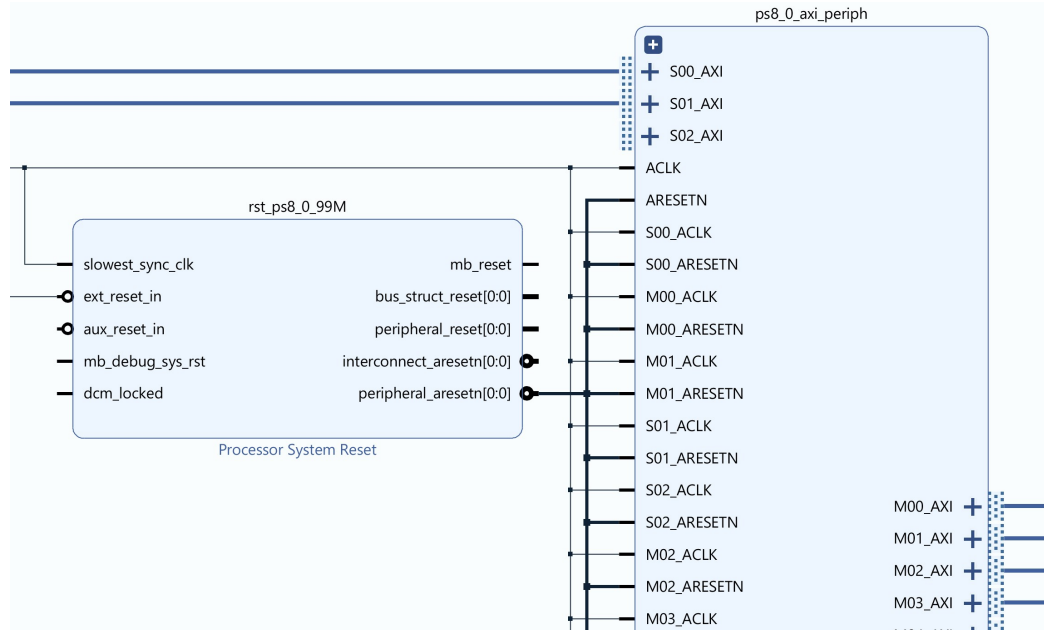 ps8_0_axi_periph
S00_AXI
S01_AXI
S02_AXI
ACLK
ARESETN
S00_ACLK
S00_ARESETN
M00_ACLK
M00_ARESETN
M01_ACLK
M01_ARESETN
S01_ACLK
S01_ARESETN
S02_ACLK
S02_ARESETN
M02_ACLK
M02_ARESETN
M03_ACLK
M00_AXI
M01_AXI
M02_AXI
M03_AXI
rst_ps8_0_99M
slowest_sync_clk
ext_reset_in
aux_reset_in
mb_debug_sys_rst
dcm_locked
mb_reset
bus_struct_reset[0:0]
peripheral_reset[0:0]
interconnect_aresetn[0:0]
peripheral_aresetn[0:0]
Processor System Reset